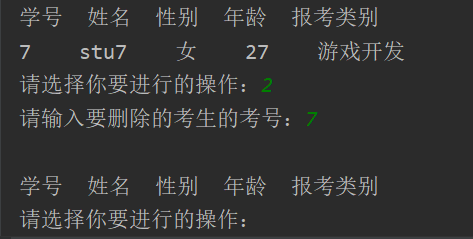 学号 姓名 性别 年龄 报考类别
7 stu7 女 27 游戏开发
请选择你要进行的操作：2
请输入要删除的考生的考号：7
学号 姓名 性别 年龄 报考类别
请选择你要进行的操作：